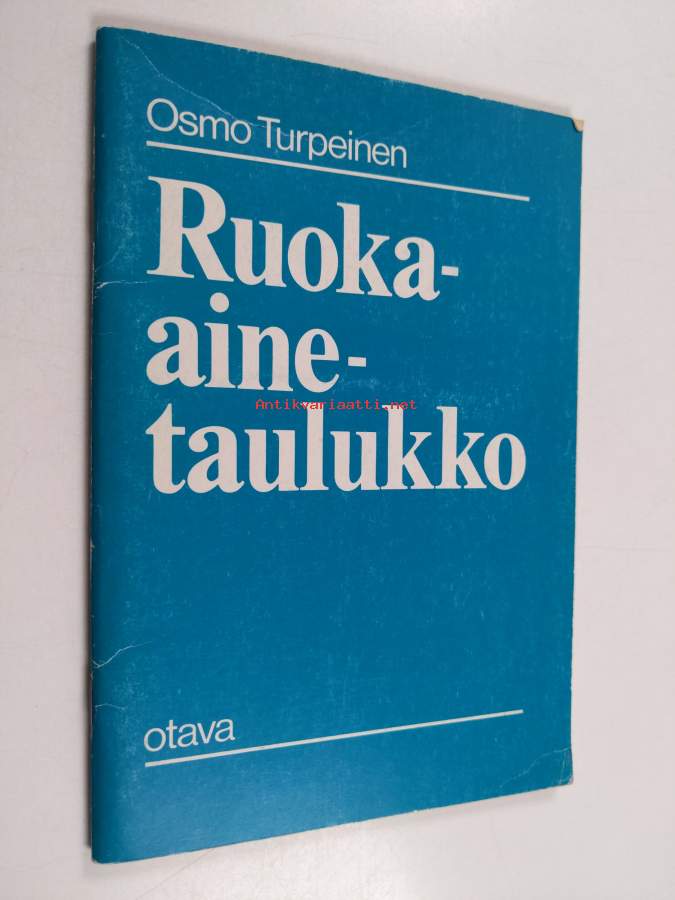 Osmo Turpeinen
Ruoka-
aine-
Antikvariaatti.net
taulukko
otava